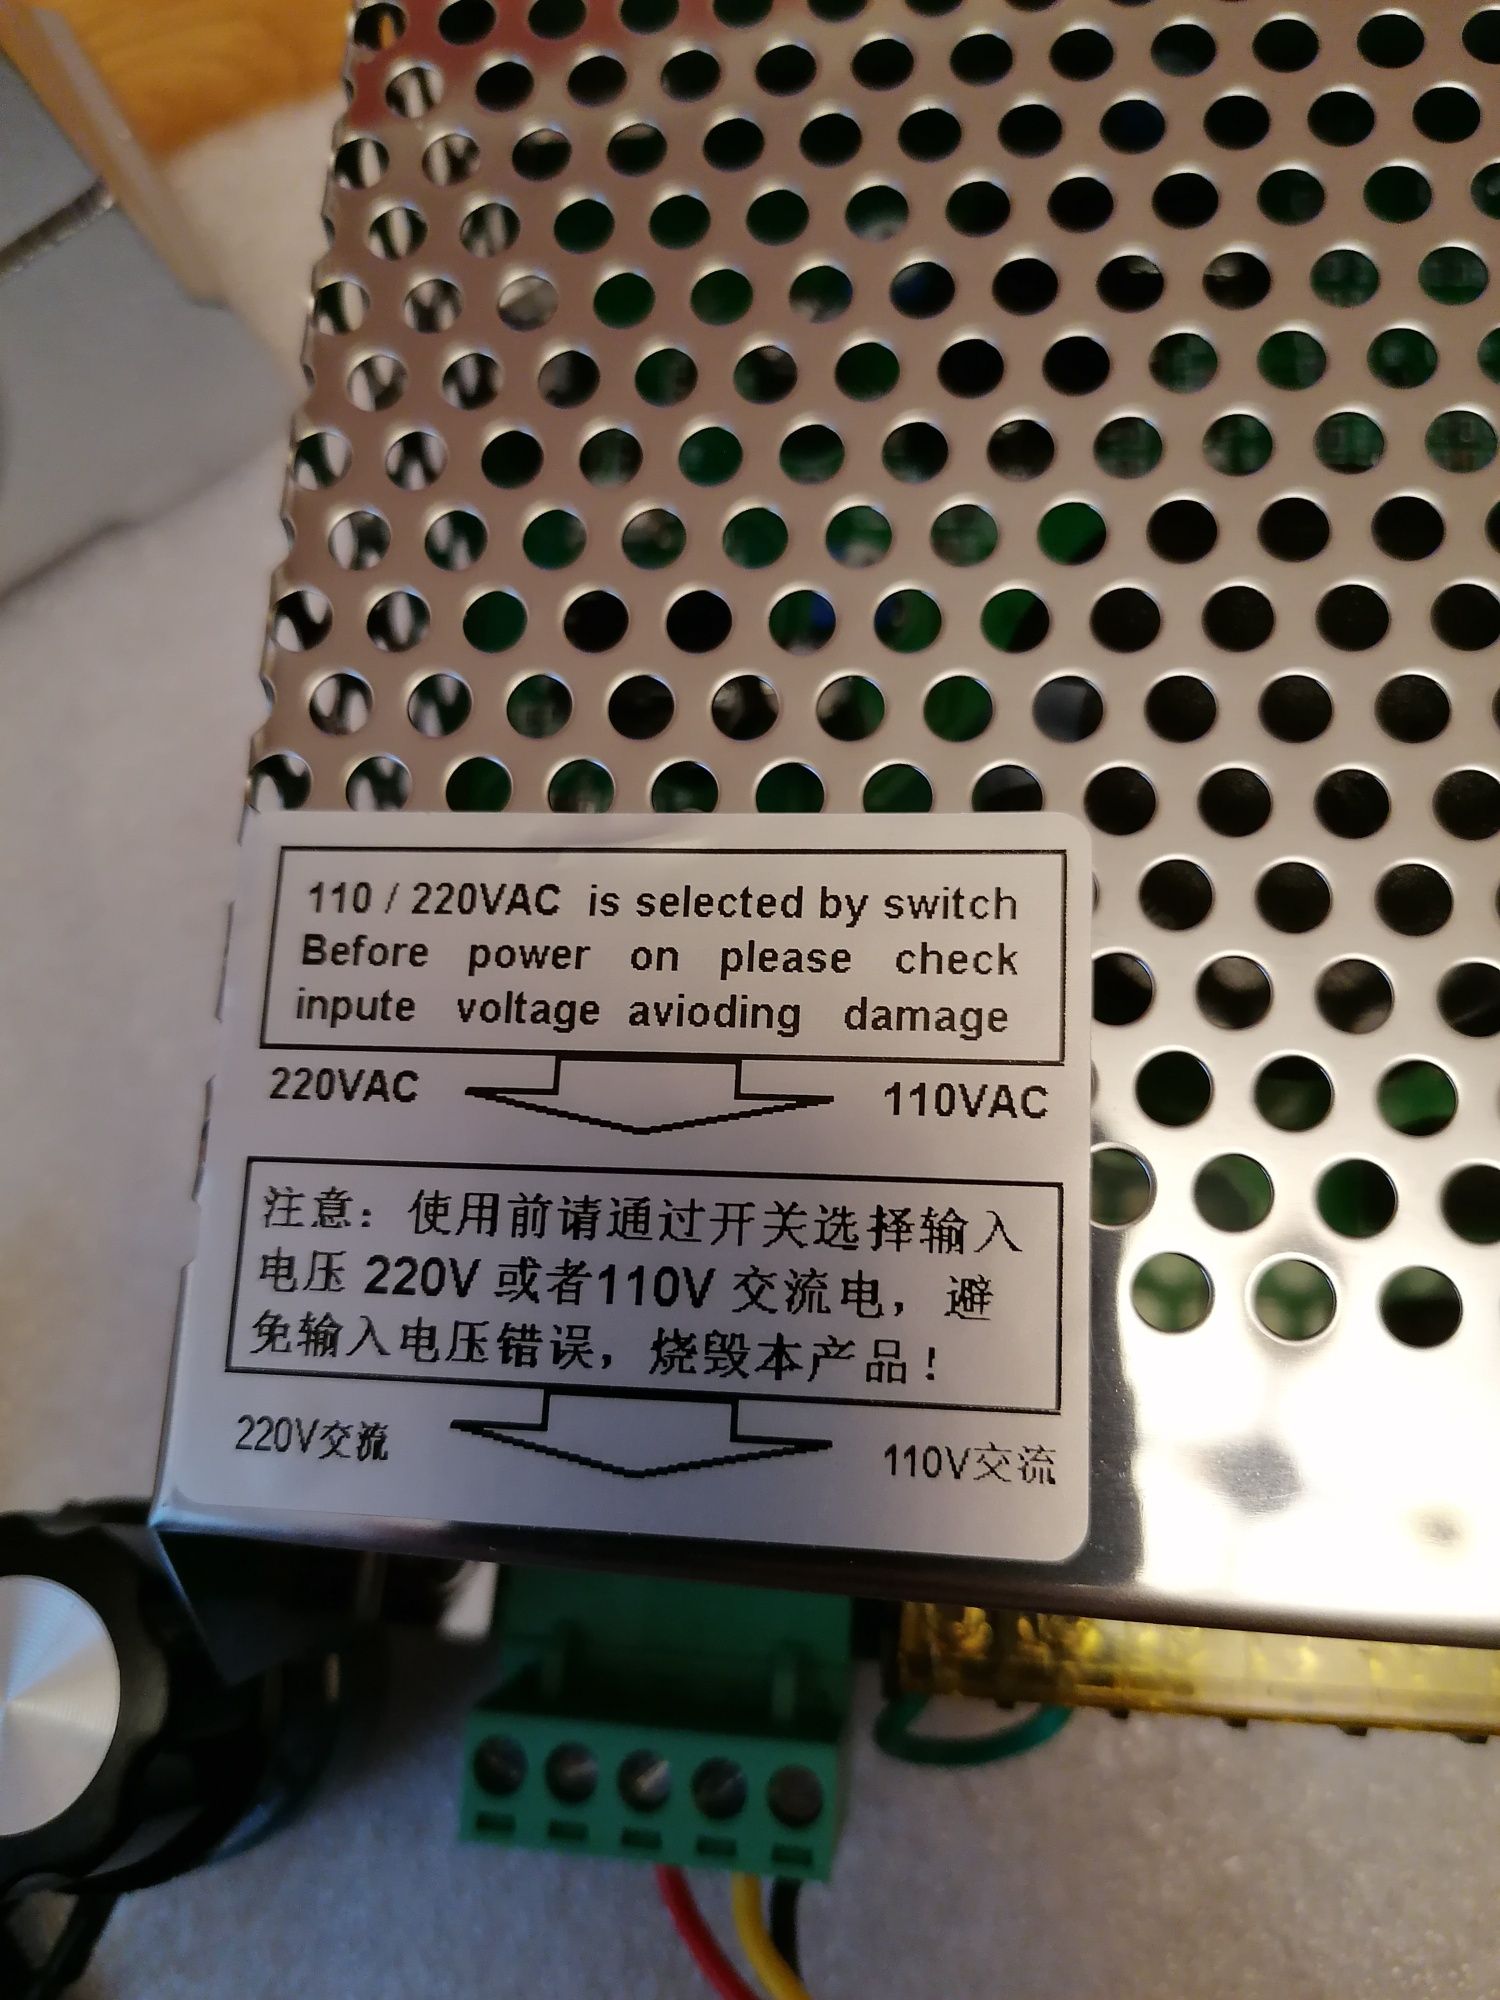 110 / 220VAC is selected by switch
Before power on please check
inpute voltage avioding damage
220VAC 110VAC
注意：使用前请通过开关选择输入
电压 220V 或者110V 交流电，避
免输入电压错误，烧毁本产品！
220V交流 110V交流